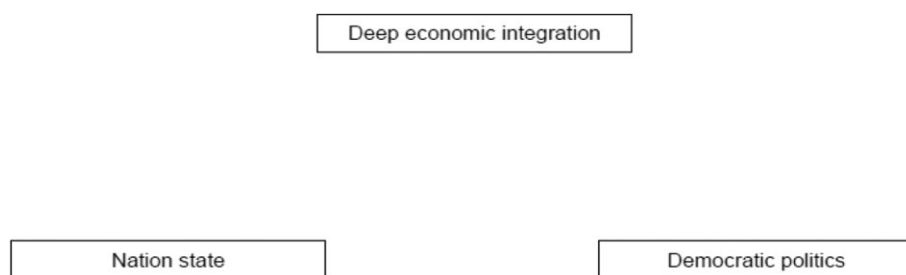 Deep economic integration
Nation state
Democratic politics